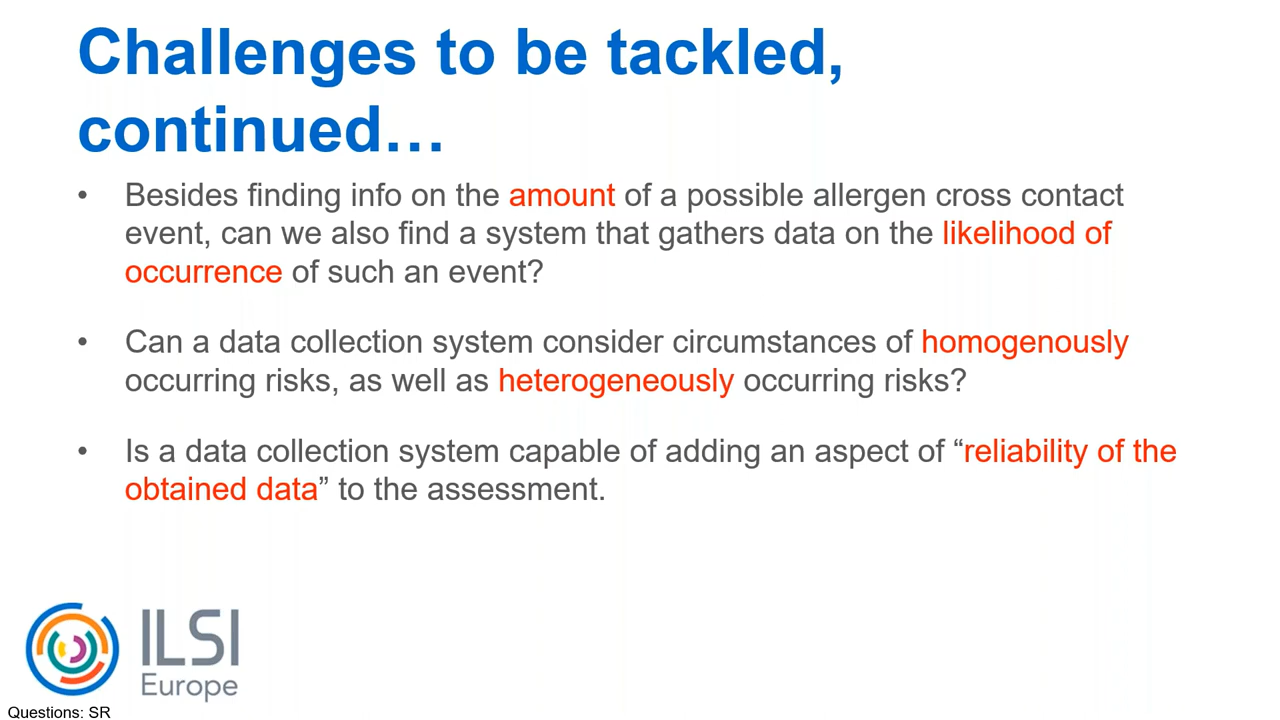 Challenges to be tackled,
continued…
• Besides finding info on the amount of a possible allergen cross contact
event, can we also find a system that gathers data on the likelihood of
occurrence of such an event?
• Can a data collection system consider circumstances of homogenously
occurring risks, as well as heterogeneously occurring risks?
• Is a data collection system capable of adding an aspect of “reliability of the
obtained data” to the assessment.
ILSI
Europe
Questions: SR